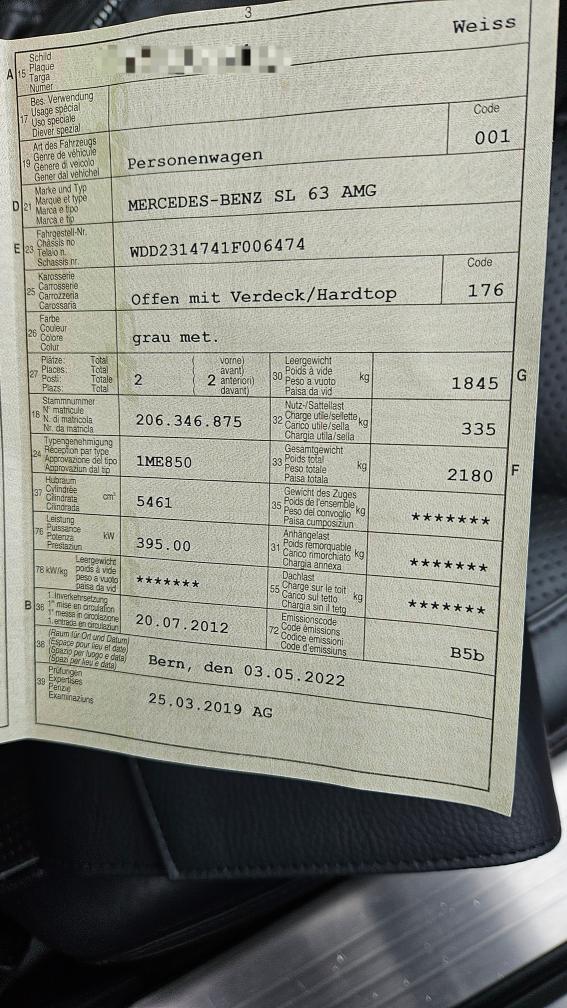 3
Weiss
A
15
Schild
Plaque
Targa
Numer
17
Bes. Verwendung
Usage spécial
Uso speciale
Diever spezial
19
Art des Fahrzeugs
Genre de véhicule
Genere di veicolo
Gener dal vehichel
Personenwagen
Code
001
D
21
Marke und Typ
Marque et type
Marca e tipo
Marca e tip
MERCEDES-BENZ SL 63 AMG
E
23
Fahrgestell-Nr.
Châssis no
Telaio n.
Schassis nr.
WDD2314741F006474
25
Karosserie
Carrosserie
Carrozzeria
Carossaria
Offen mit Verdeck/Hardtop
Code
176
26
Farbe
Couleur
Colore
Colur
grau met.
27
Plätze: Total
Places: Total
Posti: Totale
Plazs: Total
2
( vorne)
( avant)
2 anterion)
( davant)
30
Leergewicht
Poids à vide
Peso a vuoto
Paisa da vid
kg
1845
G
18
Stammnummer
N° matricule
N. di matricola
Nr. da matricla
206.346.875
32
Nutz-/Sattellast
Charge utile/sellette
Carico utile/sella
Chargia utila/sella
kg
335
24
Typengenehmigung
Réception par type
Approvazione del tipo
Approvaziun dal tip
1ME850
33
Gesamtgewicht
Poids total
Peso totale
Paisa totala
kg
2180
F
37
Hubraum
Cylindrée
Cilindrata
Cilindrada
cm³
5461
35
Gewicht des Zuges
Poids de l'ensemble
Peso del convoglio
Paisa cumposiziun
kg
*******
76
Leistung
Puissance
Potenza
Prestaziun
kW
395.00
31
Anhängelast
Poids remorquable
Carico rimorchiato
Chargia annexa
kg
*******
78 kW/kg
Leergewicht
poids à vide
peso a vuoto
paisa da vid
*******
55
Dachlast
Charge sur le toit
Carico sul tetto
Chargia sin il tetg
kg
*******
B
36
1. Inverkehrsetzung
1re mise en circulation
1a messa in circolazione
1. entrada en circulaziun
20.07.2012
72
Emissionscode
Code émissions
Codice emissioni
Code d'emissiuns
B5b
38
(Raum für Ort und Datum)
(Espace pour lieu et date)
(Spazio per luogo e data)
(Spazi per lieu e data)
Bern, den 03.05.2022
39
Prüfungen
Expertises
Perizie
Examinaziuns
25.03.2019 AG